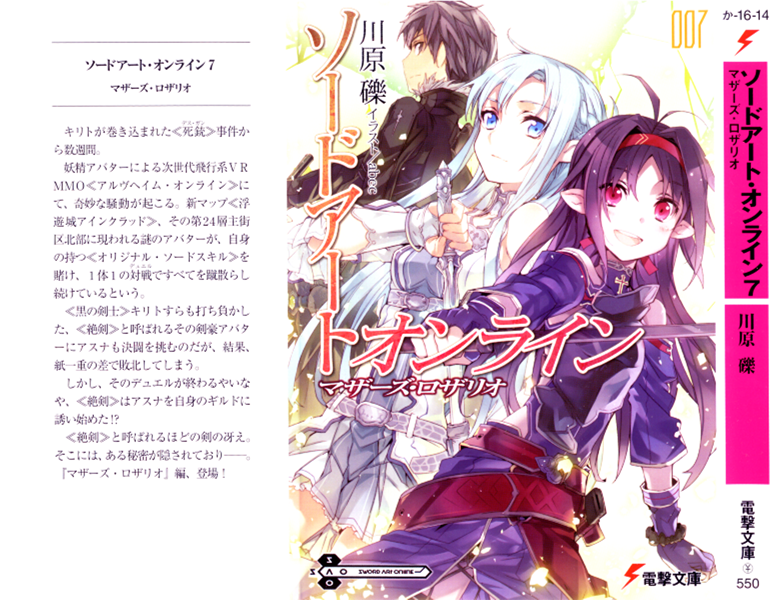 ソードアート・オンライン7
マザーズ・ロザリオ
キリトが巻き込まれた《死銃》事件か
ら数週間。
妖精アバターによる次世代飛行系VR
MMO《アルヴヘイム・オンライン》に
て、奇妙な騒動が起こる。新マップ《浮
遊城アインクラッド》、その第24層主街
区北部に現われる謎のアバターが、自身
の持つ《オリジナル・ソードスキル》を
賭け、1体1の対戦ですべてを蹴散らし
続けているという。
《黒の剣士》キリトすらも打ち負かし
た、《絶剣》と呼ばれるその剣豪アバタ
ーにアスナも決闘を挑むのだが、結果、
紙一重の差で敗北してしまう。
しかし、そのデュエルが終わるやいな
や、《絶剣》はアスナを自身のギルドに
誘い始めた!?
《絶剣》と呼ばれるほどの剣の冴え。
そこには、ある秘密が隠されており――。
『マザーズ・ロザリオ』編、登場!
川原 礫
イラスト/abec
ソードアート
オンライン
マザーズ・ロザリオ
007
SAO SWORD ART ONLINE
電撃文庫
か-16-14
ソードアート・オンライン7
マザーズ・ロザリオ
川原 礫
電撃文庫
¥
550